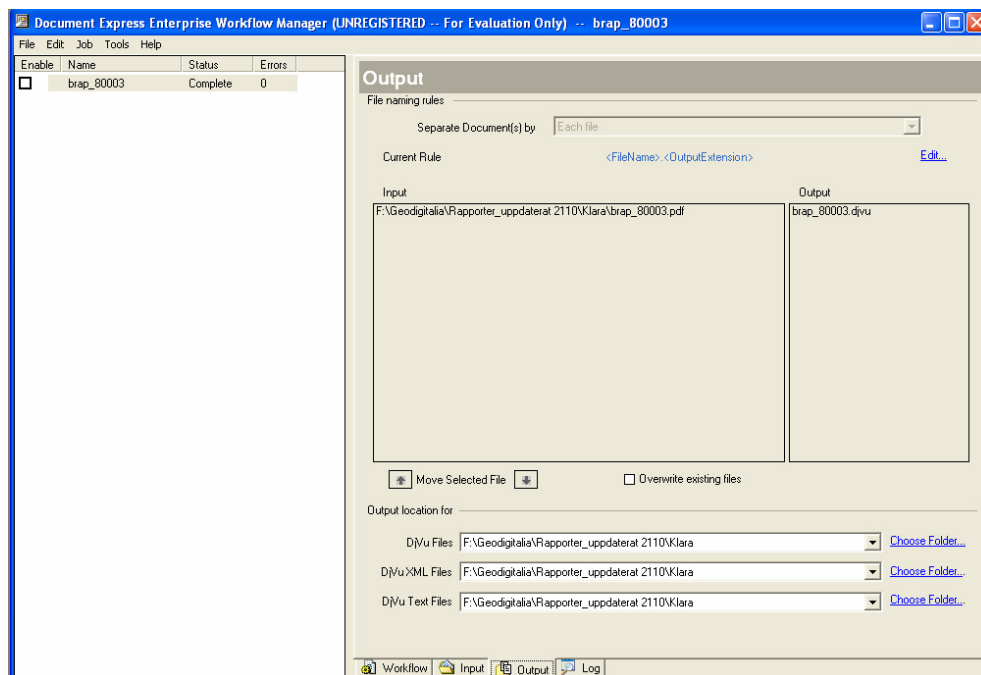 Document Express Enterprise Workflow Manager (UNREGISTERED -- For Evaluation Only) -- brap_80003
File Edit Job Tools Help
Enable Name Status Errors
brap_80003 Complete 0
Output
File naming rules
Separate Document(s) by Each file
Current Rule <FileName>.<OutputExtension> Edit...
Input Output
F:\Geodigitalia\Rapporter_uppdaterat 2110\Klara\brap_80003.pdf brap_80003.djvu
Move Selected File Overwrite existing files
Output location for
DjVu Files F:\Geodigitalia\Rapporter_uppdaterat 2110\Klara Choose Folder...
DjVu XML Files F:\Geodigitalia\Rapporter_uppdaterat 2110\Klara Choose Folder...
DjVu Text Files F:\Geodigitalia\Rapporter_uppdaterat 2110\Klara Choose Folder...
Workflow Input Output Log